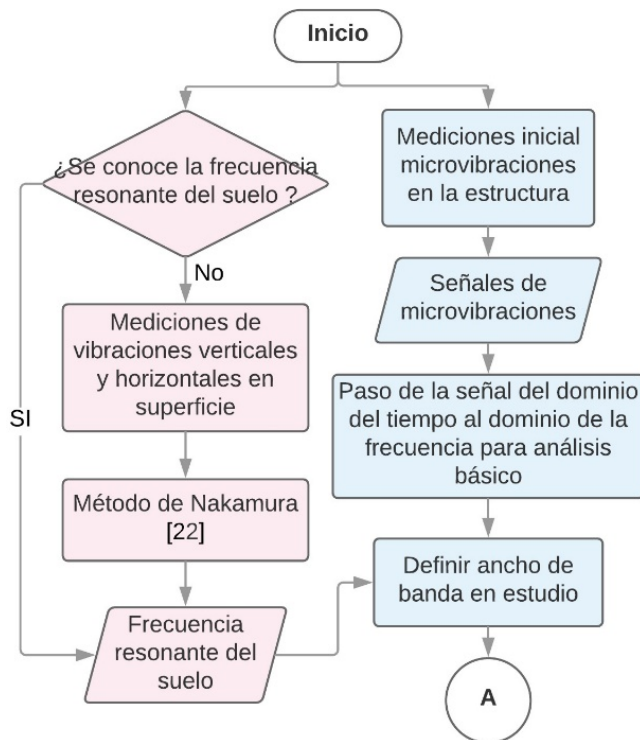 Inicio
¿Se conoce la frecuencia
resonante del suelo ?
No
SI
Mediciones de
vibraciones verticales
y horizontales en
superficie
Método de Nakamura
[22]
Frecuencia
resonante del
suelo
Mediciones inicial
microvibraciones
en la estructura
Señales de
microvibraciones
Paso de la señal del dominio
del tiempo al dominio de la
frecuencia para análisis
básico
Definir ancho de
banda en estudio
A